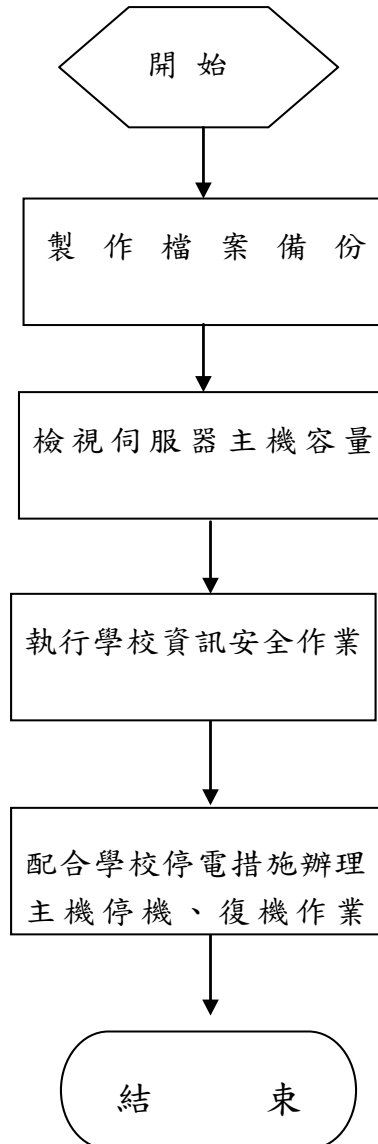 開始
製作檔案備份
檢視伺服器主機容量
執行學校資訊安全作業
配合學校停電措施辦理
主機停機、復機作業
結束